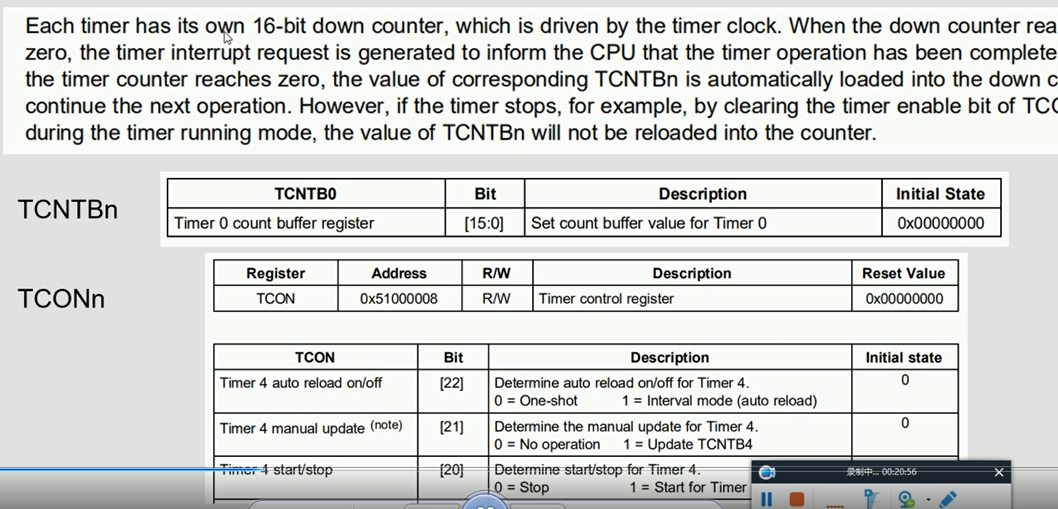 Each timer has its own 16-bit down counter, which is driven by the timer clock. When the down counter rea
zero, the timer interrupt request is generated to inform the CPU that the timer operation has been complete
the timer counter reaches zero, the value of corresponding TCNTBn is automatically loaded into the down c
continue the next operation. However, if the timer stops, for example, by clearing the timer enable bit of TCO
during the timer running mode, the value of TCNTBn will not be reloaded into the counter.
TCNTBn
TCNTB0 Bit Description Initial State
Timer 0 count buffer register [15:0] Set count buffer value for Timer 0 0x00000000
TCONn
Register Address R/W Description Reset Value
TCON 0x51000008 R/W Timer control register 0x00000000
TCON Bit Description Initial state
Timer 4 auto reload on/off [22] Determine auto reload on/off for Timer 4. 0
0 = One-shot 1 = Interval mode (auto reload)
Timer 4 manual update (note) [21] Determine the manual update for Timer 4. 0
0 = No operation 1 = Update TCNTB4
Timer 4 start/stop [20] Determine start/stop for Timer 4.
0 = Stop 1 = Start for Timer
录制中... 00:20:56